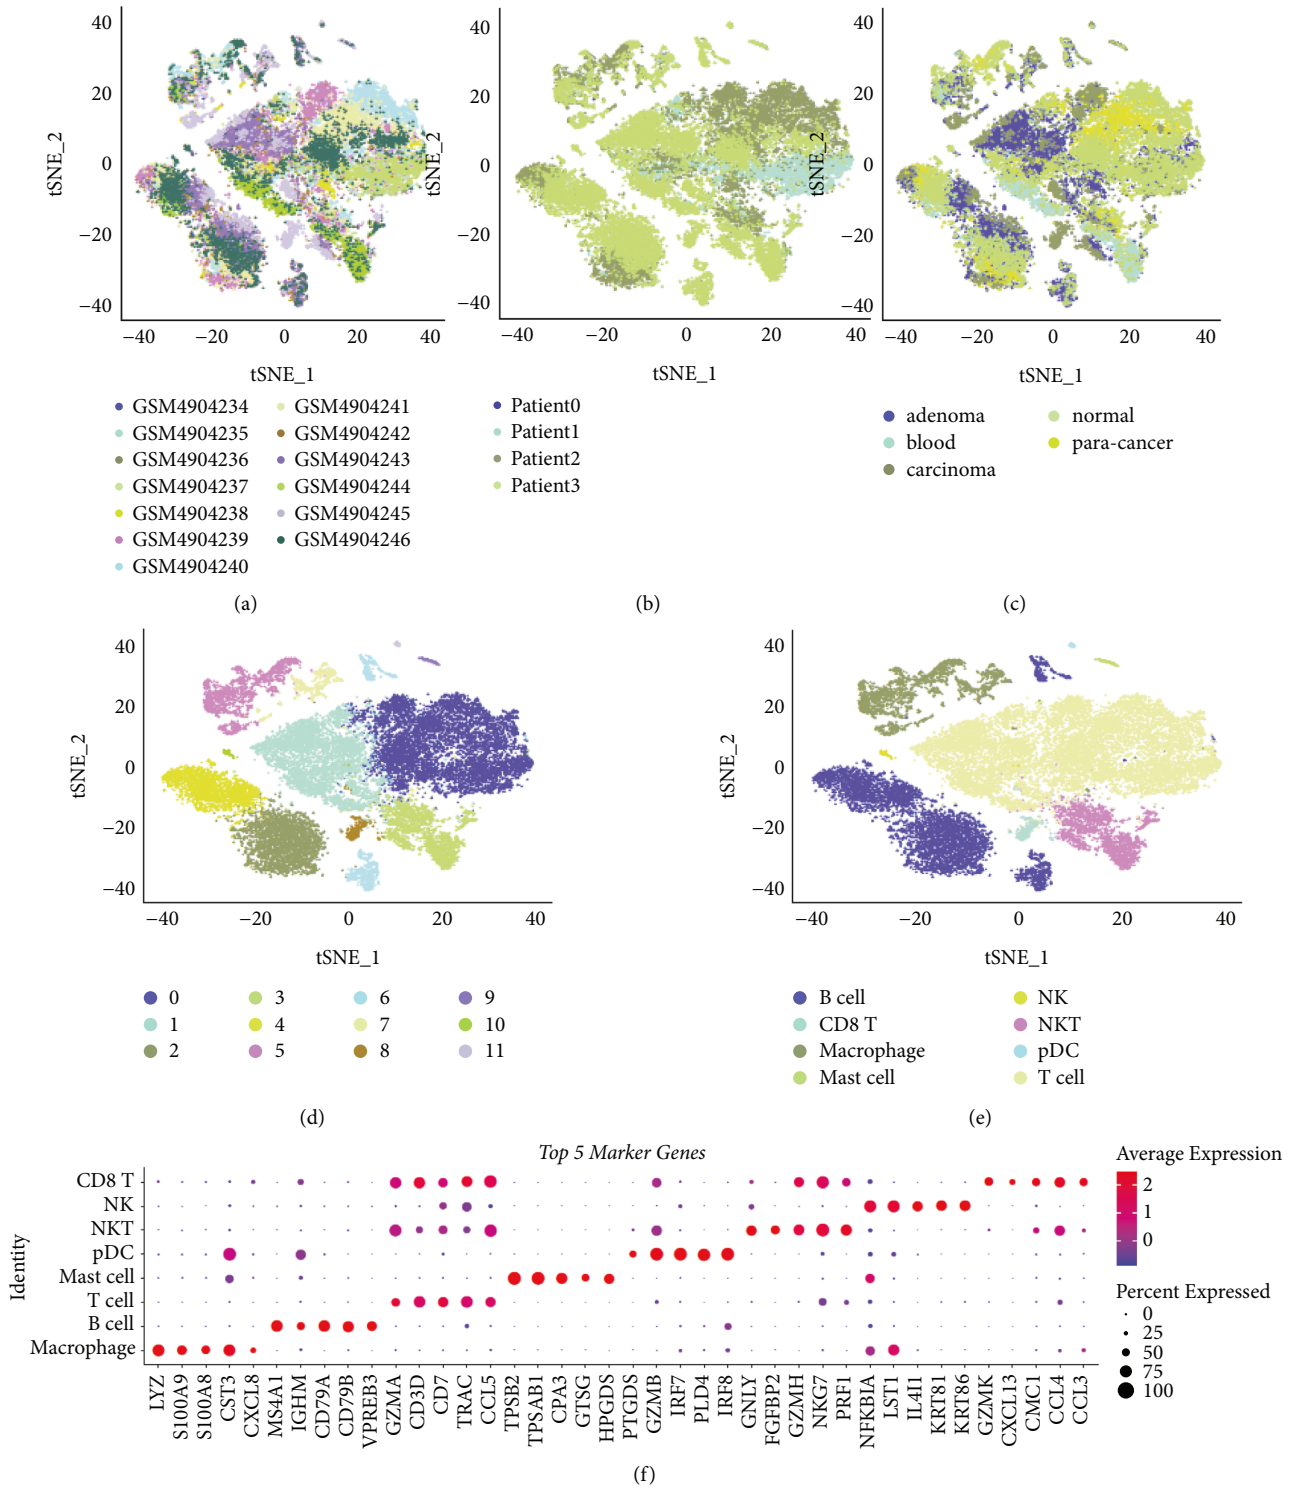 40
20
0
−20
−40
tSNE_2
−40 −20 0 20 40
tSNE_1
GSM4904234
GSM4904235
GSM4904236
GSM4904237
GSM4904238
GSM4904239
GSM4904240
GSM4904241
GSM4904242
GSM4904243
GSM4904244
GSM4904245
GSM4904246
(a)
40
20
0
−20
−40
tSNE_2
−40 −20 0 20 40
tSNE_1
Patient0
Patient1
Patient2
Patient3
(b)
40
20
0
−20
−40
tSNE_2
−40 −20 0 20 40
tSNE_1
adenoma
blood
carcinoma
normal
para-cancer
(c)
40
20
0
−20
−40
tSNE_2
−40 −20 0 20 40
tSNE_1
0 3 6 9
1 4 7 10
2 5 8 11
(d)
40
20
0
−20
−40
tSNE_2
−40 −20 0 20 40
tSNE_1
B cell
CD8 T
Macrophage
Mast cell
NK
NKT
pDC
T cell
(e)
Top 5 Marker Genes
Identity
CD8 T
NK
NKT
pDC
Mast cell
T cell
B cell
Macrophage
LYZ
S100A9
S100A8
CST3
CXCL8
MS4A1
IGHM
CD79A
CD79B
VPREB3
GZMA
CD3D
CD7
TRAC
CCL5
TPSB2
TPSAB1
CPA3
GTSG
HPGDS
PTGDS
GZMB
IRF7
PLD4
IRF8
GNLY
FGFBP2
GZMH
NKG7
PRF1
NFKBIA
LST1
IL4I1
KRT81
KRT86
GZMK
CXCL13
CMC1
CCL4
CCL3
Average Expression
2
1
0
Percent Expressed
0
25
50
75
100
(f)